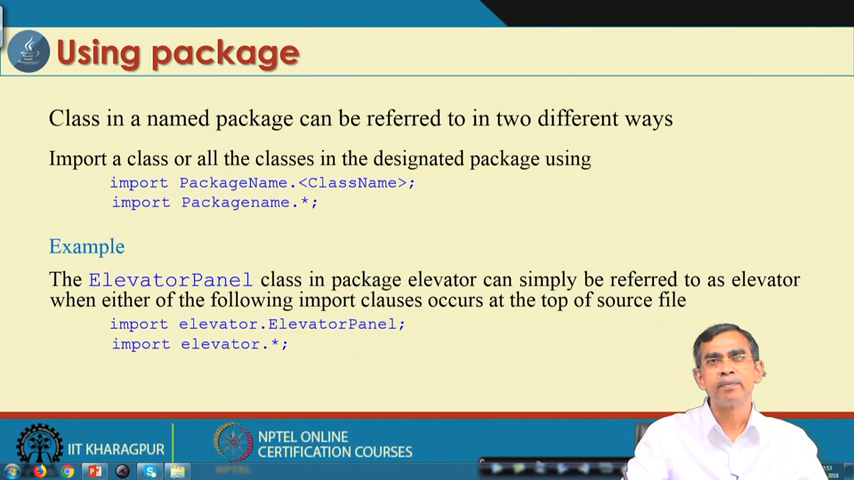 Using package
Class in a named package can be referred to in two different ways
Import a class or all the classes in the designated package using
import PackageName.<ClassName>;
import Packagename.*;
Example
The ElevatorPanel class in package elevator can simply be referred to as elevator
when either of the following import clauses occurs at the top of source file
import elevator.ElevatorPanel;
import elevator.*;
IIT KHARAGPUR
NPTEL ONLINE
CERTIFICATION COURSES
NPTEL